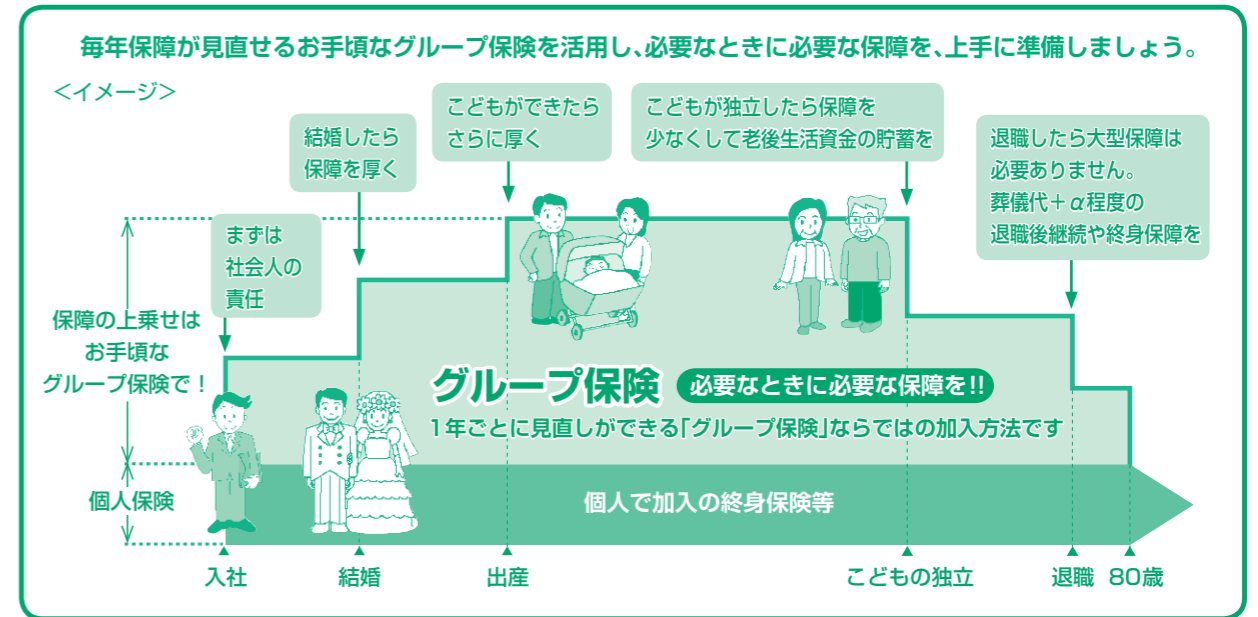 毎年保障が見直せるお手頃なグループ保険を活用し、必要なときに必要な保障を、上手に準備しましょう。
＜イメージ＞
まずは
社会人の
責任
結婚したら
保障を厚く
こどもができたら
さらに厚く
こどもが独立したら保障を
少なくして老後生活資金の貯蓄を
退職したら大型保障は
必要ありません。
葬儀代＋α程度の
退職後継続や終身保障を
保障の上乗せは
お手頃な
グループ保険で！
グループ保険 必要なときに必要な保障を!!
1年ごとに見直しができる「グループ保険」ならではの加入方法です
個人保険
個人で加入の終身保険等
入社
結婚
出産
こどもの独立
退職
80歳